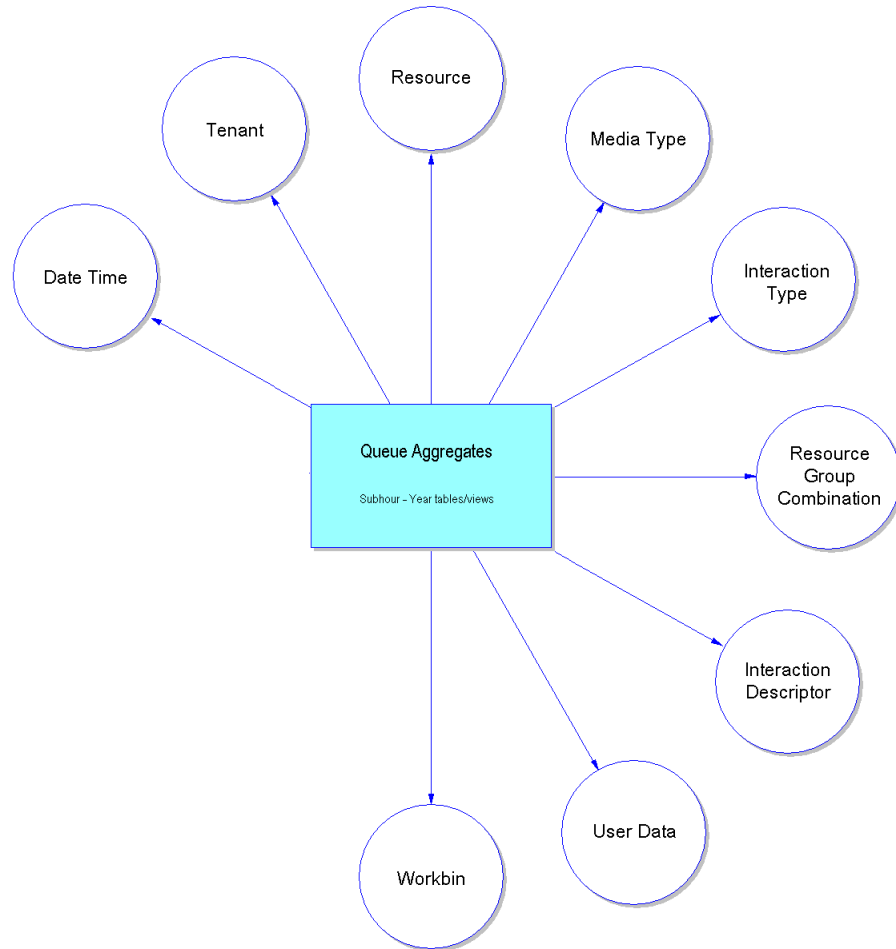 Resource
Tenant
Media Type
Date Time
Interaction
Type
Queue Aggregates
Subhour - Year tables/views
Resource
Group
Combination
Interaction
Descriptor
User Data
Workbin